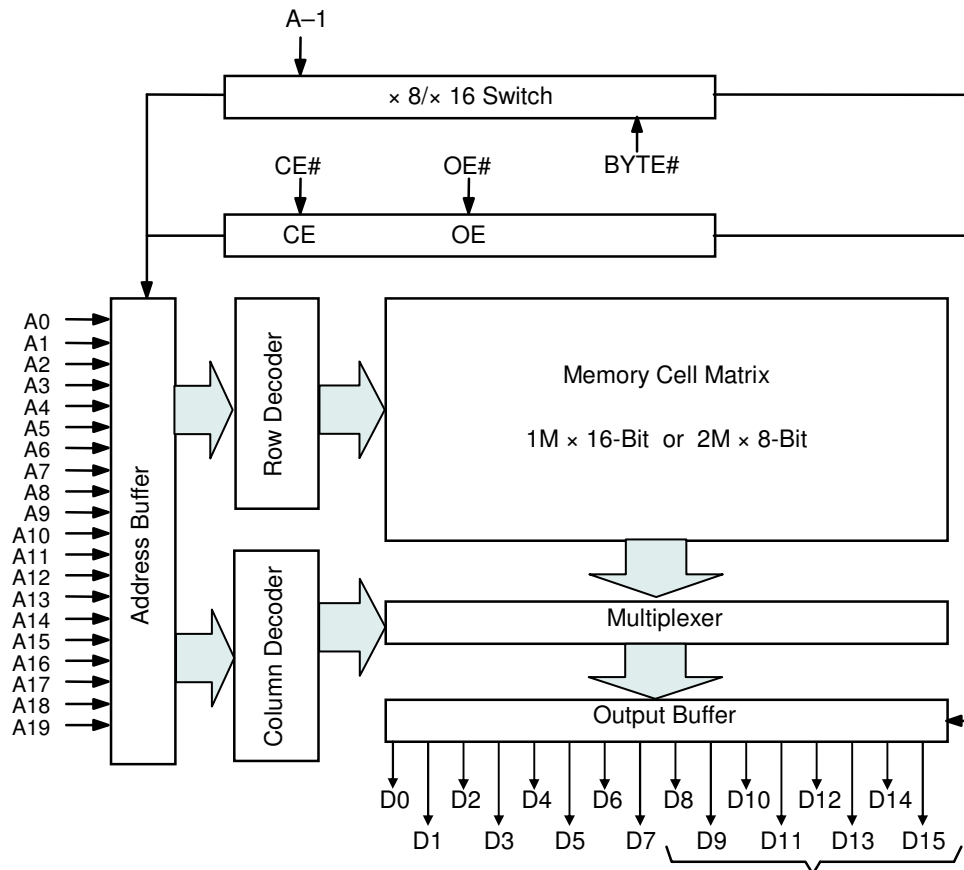 A–1
× 8/× 16 Switch
CE#
OE#
BYTE#
CE
OE
A0
A1
A2
A3
A4
A5
A6
A7
A8
A9
A10
A11
A12
A13
A14
A15
A16
A17
A18
A19
Address Buffer
Row Decoder
Column Decoder
Memory Cell Matrix
1M × 16-Bit or 2M × 8-Bit
Multiplexer
Output Buffer
D0 D2 D4 D6 D8 D10 D12 D14
D1 D3 D5 D7 D9 D11 D13 D15